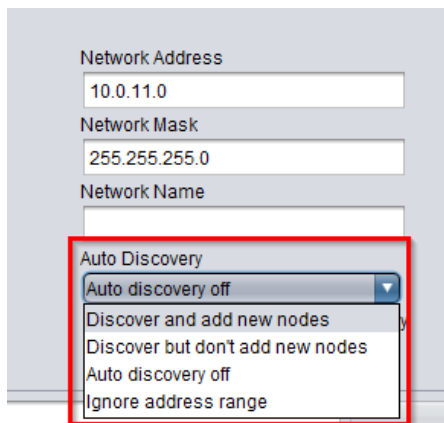 Network Address
10.0.11.0
Network Mask
255.255.255.0
Network Name
Auto Discovery
Auto discovery off
Discover and add new nodes
Discover but don't add new nodes
Auto discovery off
Ignore address range